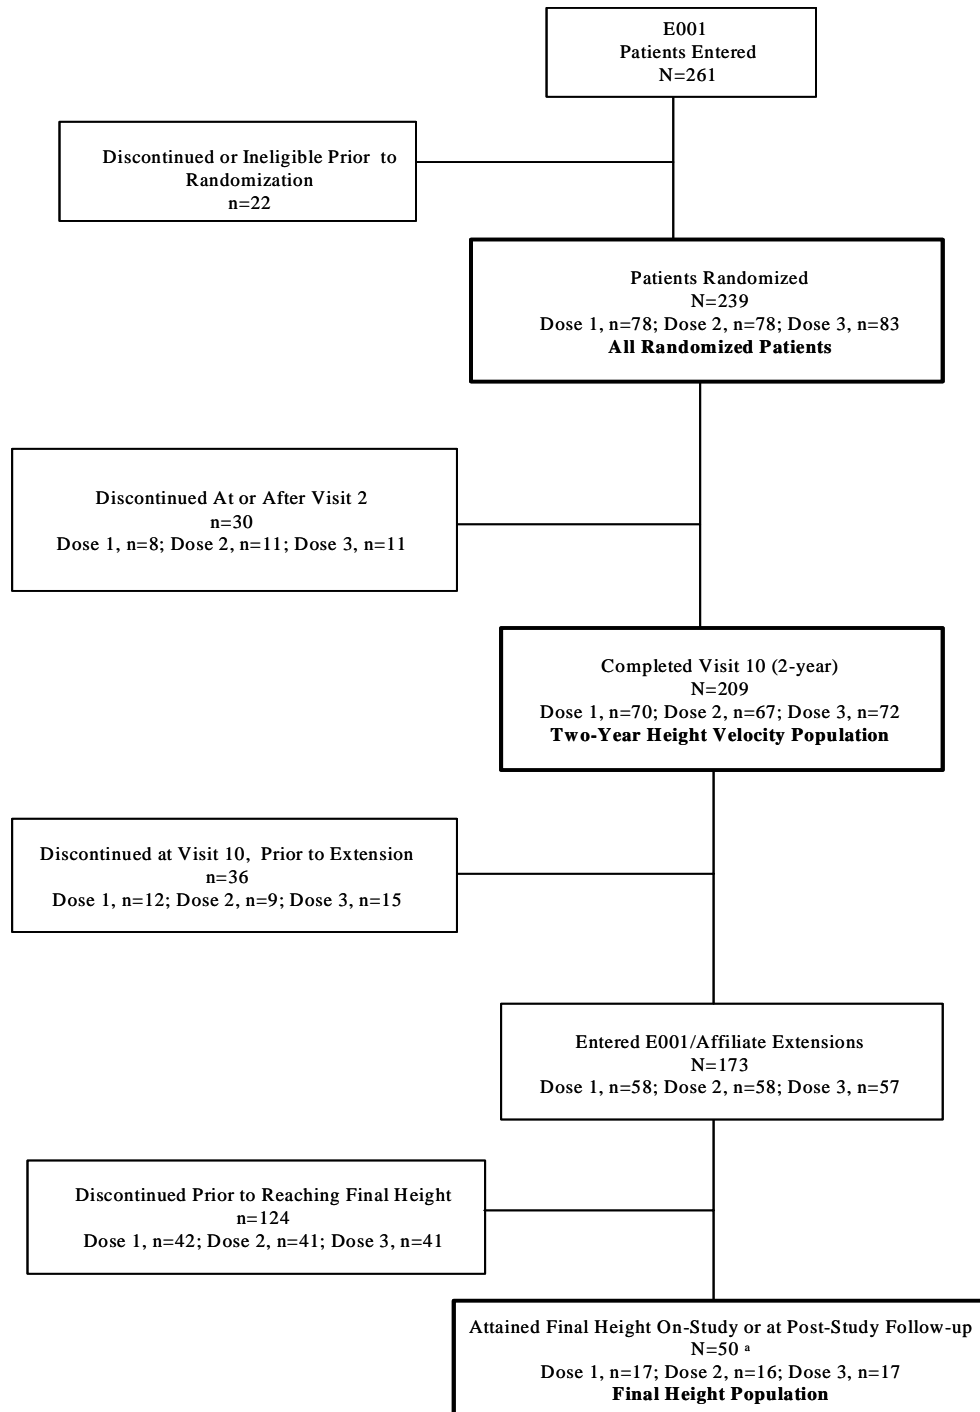 E001
Patients Entered
N=261
Discontinued or Ineligible Prior to
Randomization
n=22
Patients Randomized
N=239
Dose 1, n=78; Dose 2, n=78; Dose 3, n=83
All Randomized Patients
Discontinued At or After Visit 2
n=30
Dose 1, n=8; Dose 2, n=11; Dose 3, n=11
Completed Visit 10 (2-year)
N=209
Dose 1, n=70; Dose 2, n=67; Dose 3, n=72
Two-Year Height Velocity Population
Discontinued at Visit 10, Prior to Extension
n=36
Dose 1, n=12; Dose 2, n=9; Dose 3, n=15
Entered E001/Affiliate Extensions
N=173
Dose 1, n=58; Dose 2, n=58; Dose 3, n=57
Discontinued Prior to Reaching Final Height
n=124
Dose 1, n=42; Dose 2, n=41; Dose 3, n=41
Attained Final Height On-Study or at Post-Study Follow-up
N=50 a
Dose 1, n=17; Dose 2, n=16; Dose 3, n=17
Final Height Population